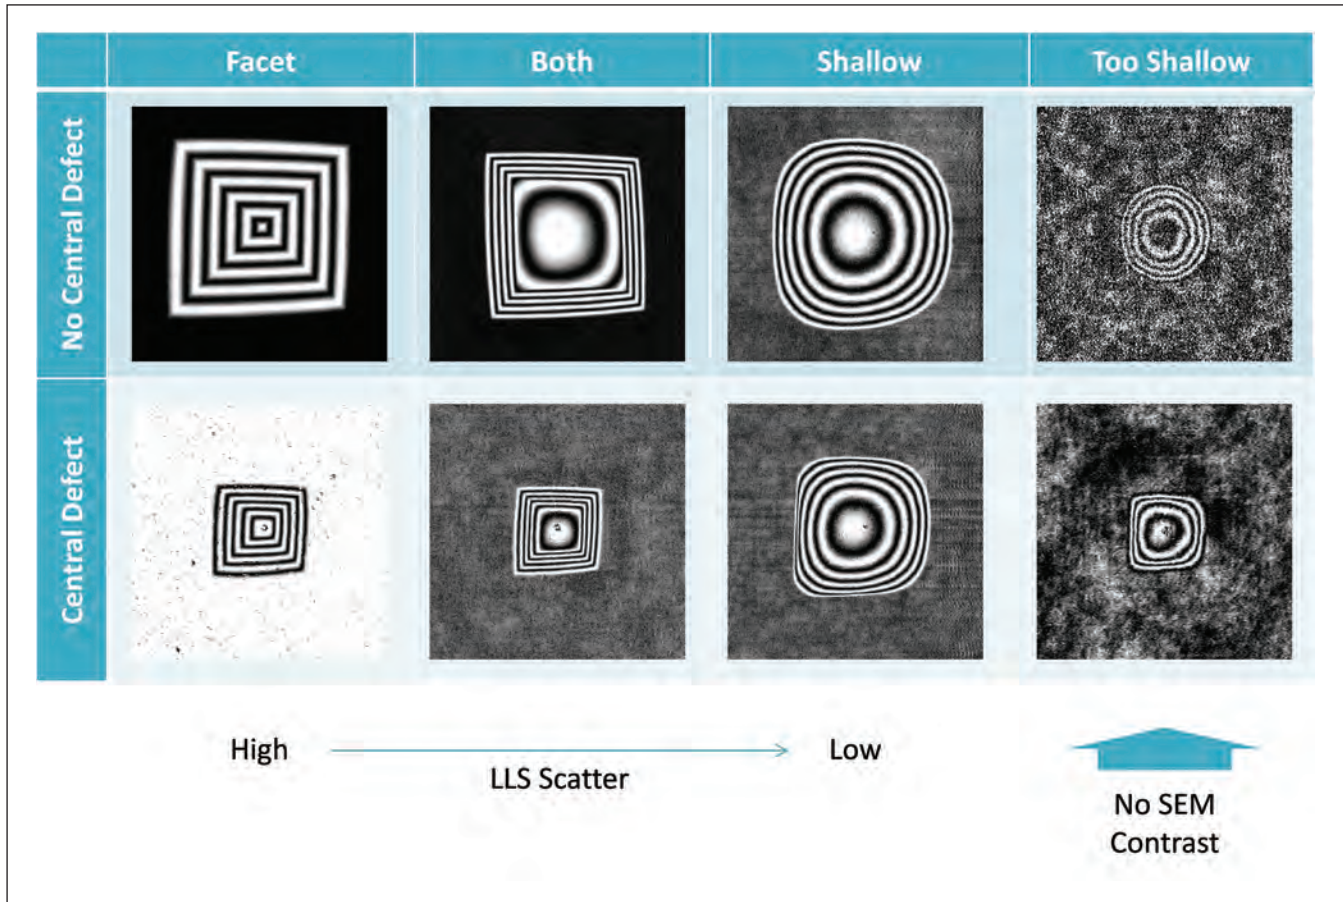 Facet
Both
Shallow
Too Shallow
No Central Defect
Central Defect
High
Low
LLS Scatter
No SEM
Contrast